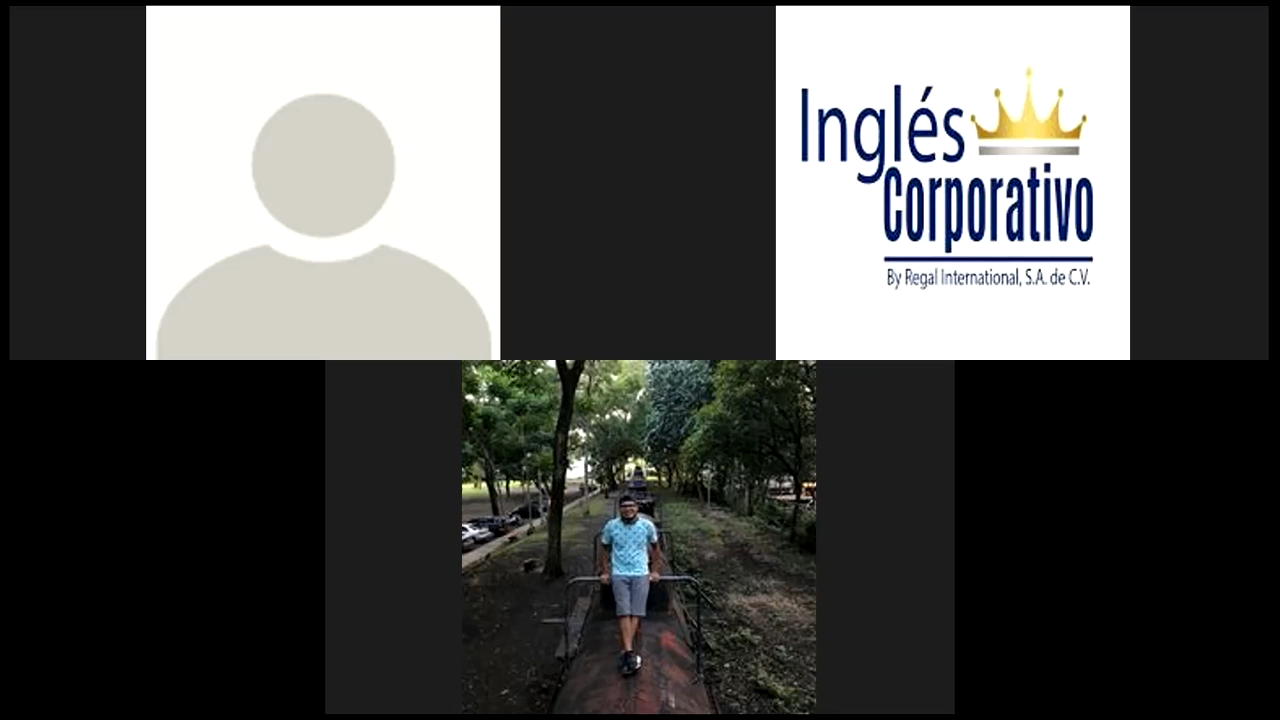 Inglés
Corporativo
By Regal International, S.A. de C.V.